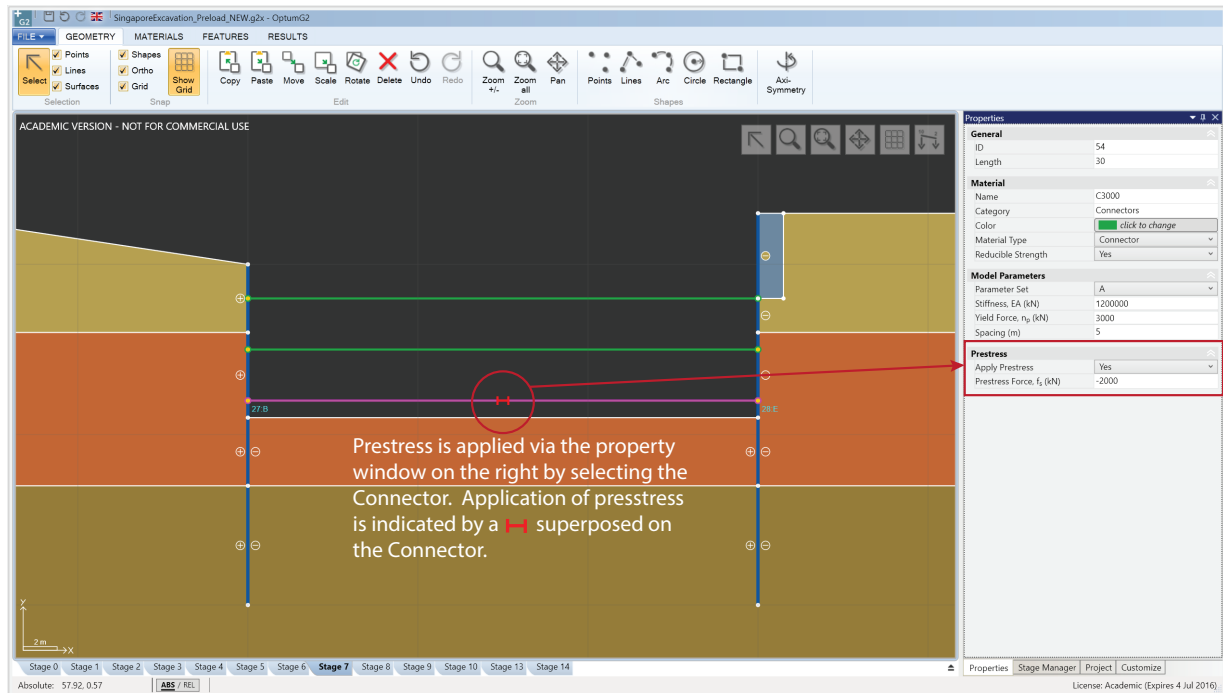 G2
SingaporeExcavation_Preload_NEW.g2x - OptumG2
FILE GEOMETRY MATERIALS FEATURES RESULTS
Select
Points
Lines
Surfaces
Selection
Shapes
Ortho
Grid
Show Grid
Snap
Copy Paste Move Scale Rotate Delete Undo Redo
Edit
Zoom +/- Zoom all Pan
Zoom
Points Lines Arc Circle Rectangle
Shapes
Axi-Symmetry
ACADEMIC VERSION - NOT FOR COMMERCIAL USE
27:B
28:E
Prestress is applied via the property
window on the right by selecting the
Connector. Application of presstress
is indicated by a superposed on
the Connector.
Y
2 m
X
Properties
General
ID 54
Length 30
Material
Name C3000
Category Connectors
Color click to change
Material Type Connector
Reducible Strength Yes
Model Parameters
Parameter Set A
Stiffness, EA (kN) 1200000
Yield Force, np (kN) 3000
Spacing (m) 5
Prestress
Apply Prestress Yes
Prestress Force, fs (kN) -2000
Stage 0 Stage 1 Stage 2 Stage 3 Stage 4 Stage 5 Stage 6 Stage 7 Stage 8 Stage 9 Stage 10 Stage 13 Stage 14
Properties Stage Manager Project Customize
Absolute: 57.92, 0.57 ABS / REL
License: Academic (Expires 4 Jul 2016)